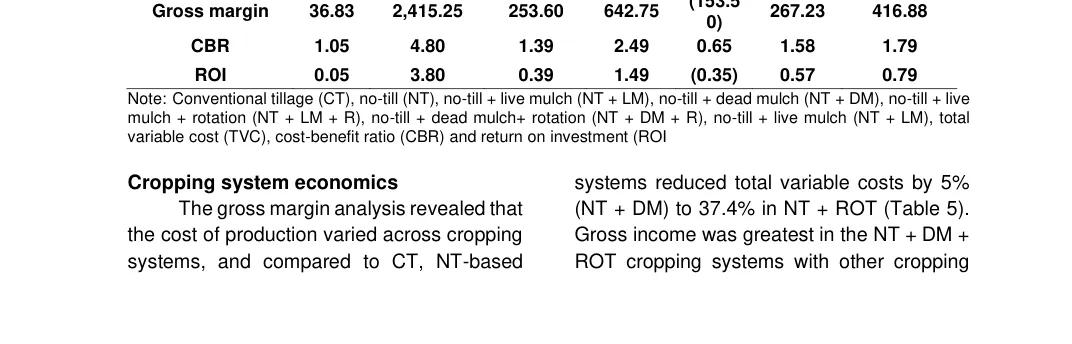 Gross margin 36.83 2,415.25 253.60 642.75 (153.5 0) 267.23 416.88
CBR 1.05 4.80 1.39 2.49 0.65 1.58 1.79
ROI 0.05 3.80 0.39 1.49 (0.35) 0.57 0.79
Note: Conventional tillage (CT), no-till (NT), no-till + live mulch (NT + LM), no-till + dead mulch (NT + DM), no-till + live
mulch + rotation (NT + LM + R), no-till + dead mulch+ rotation (NT + DM + R), no-till + live mulch (NT + LM), total
variable cost (TVC), cost-benefit ratio (CBR) and return on investment (ROI
Cropping system economics
The gross margin analysis revealed that
the cost of production varied across cropping
systems, and compared to CT, NT-based
systems reduced total variable costs by 5%
(NT + DM) to 37.4% in NT + ROT (Table 5).
Gross income was greatest in the NT + DM +
ROT cropping systems with other cropping